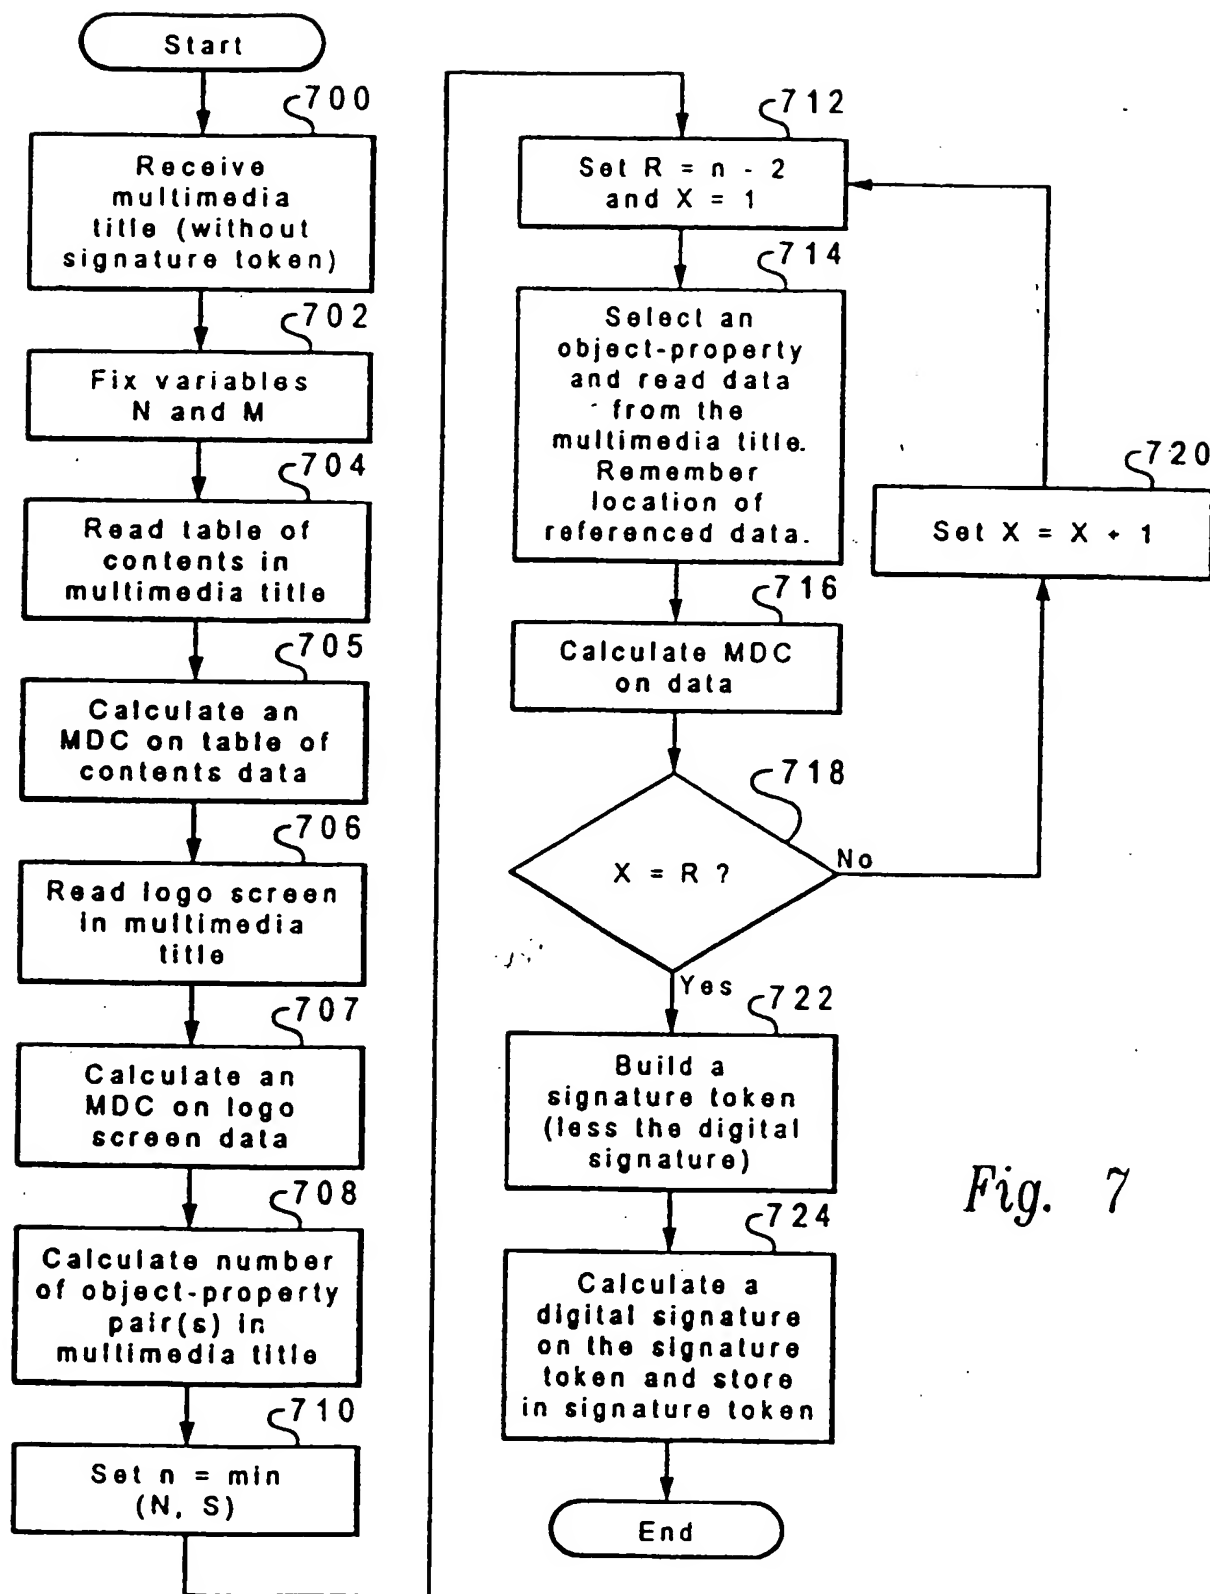 Start
700
Receive
multimedia
title (without
signature token)
702
Fix variables
N and M
704
Read table of
contents in
multimedia title
705
Calculate an
MDC on table of
contents data
706
Read logo screen
in multimedia
title
707
Calculate an
MDC on logo
screen data
708
Calculate number
of object-property
pair(s) in
multimedia title
710
Set n = min
(N, S)
712
Set R = n - 2
and X = 1
714
Select an
object-property
and read data
from the
multimedia title.
Remember
location of
referenced data.
716
Calculate MDC
on data
718
X = R ?
No
720
Set X = X + 1
Yes
722
Build a
signature token
(less the digital
signature)
724
Calculate a
digital signature
on the signature
token and store
in signature token
End
Fig. 7